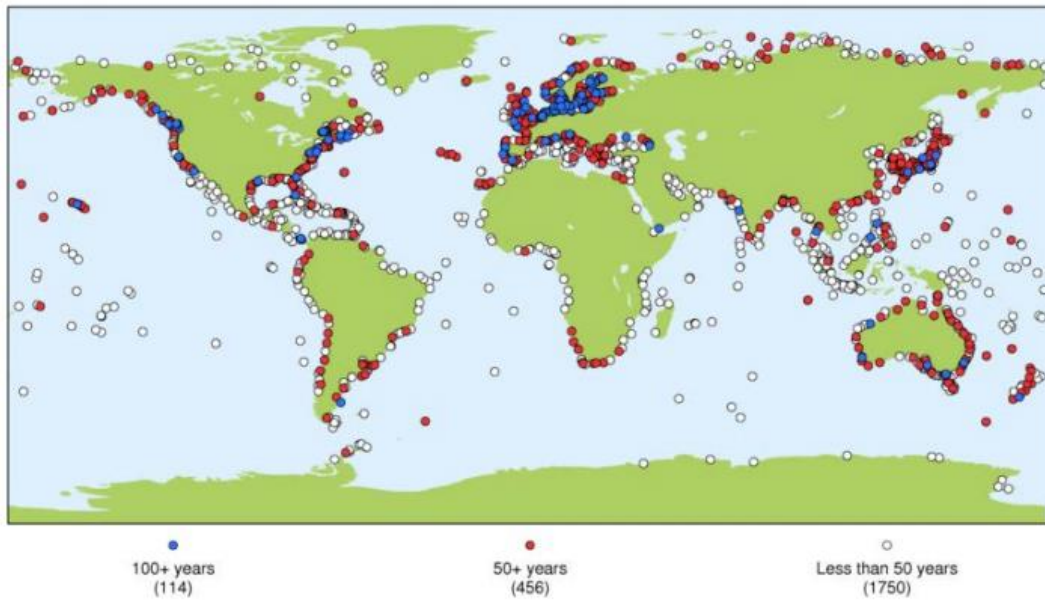 100+ years
(114)
50+ years
(456)
Less than 50 years
(1750)